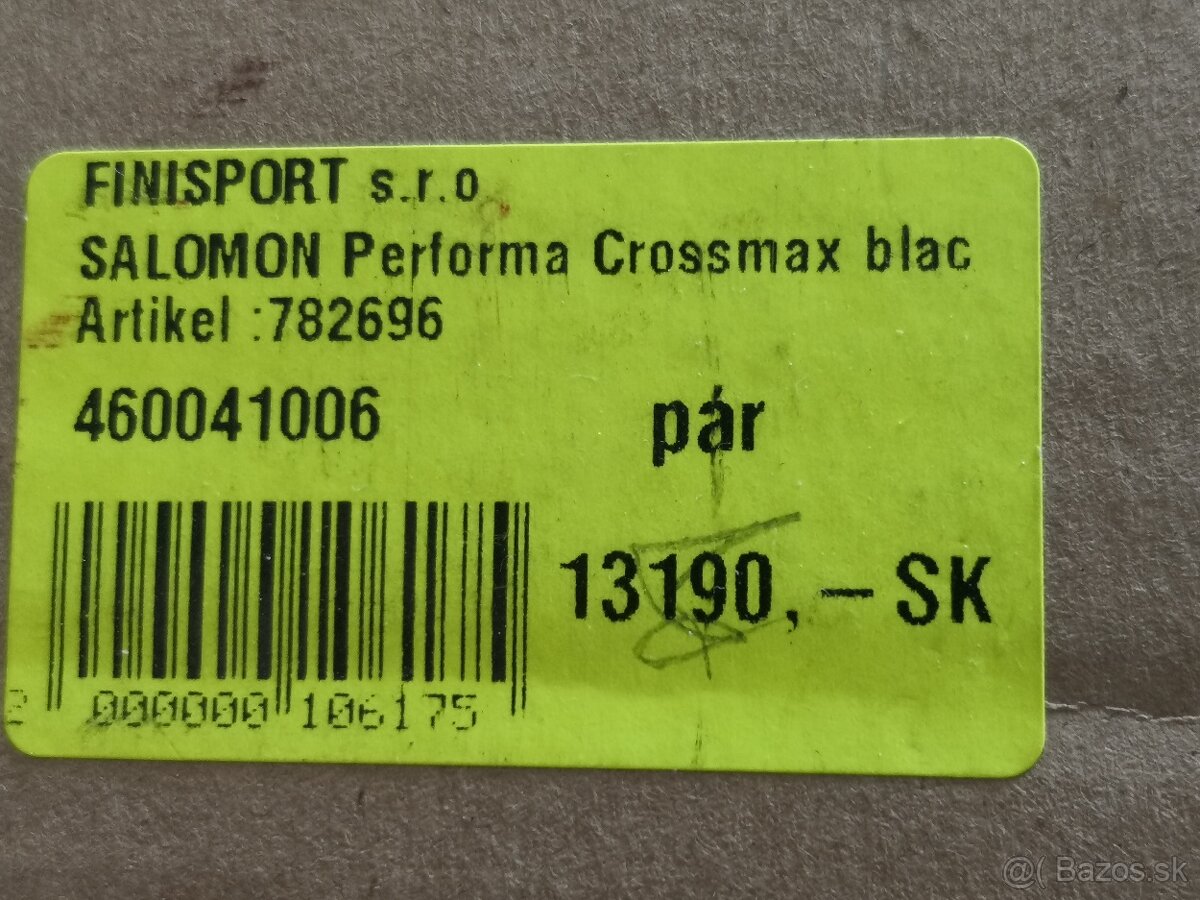 FINISPORT s.r.o
SALOMON Performa Crossmax blac
Artikel :782696
460041006 pár
13190,- SK
2 000000 106175
@( Bazos.sk